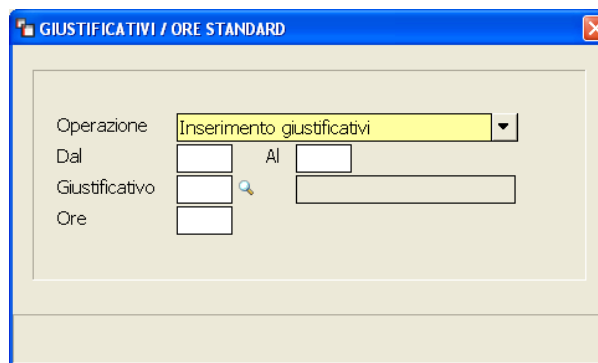 GIUSTIFICATIVI / ORE STANDARD
Operazione Inserimento giustificativi
Dal Al
Giustificativo
Ore